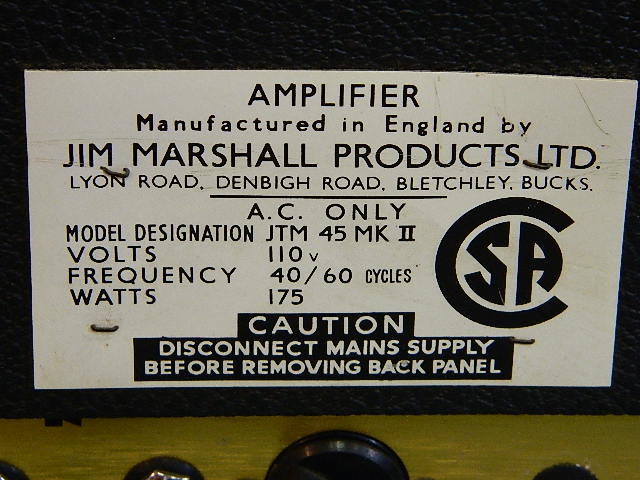 AMPLIFIER
Manufactured in England by
JIM MARSHALL PRODUCTS LTD.
LYON ROAD, DENBIGH ROAD, BLETCHLEY, BUCKS.
A.C. ONLY
MODEL DESIGNATION JTM 45 MK II
VOLTS 110v
FREQUENCY 40/60 CYCLES
WATTS 175
CSA
CAUTION
DISCONNECT MAINS SUPPLY
BEFORE REMOVING BACK PANEL